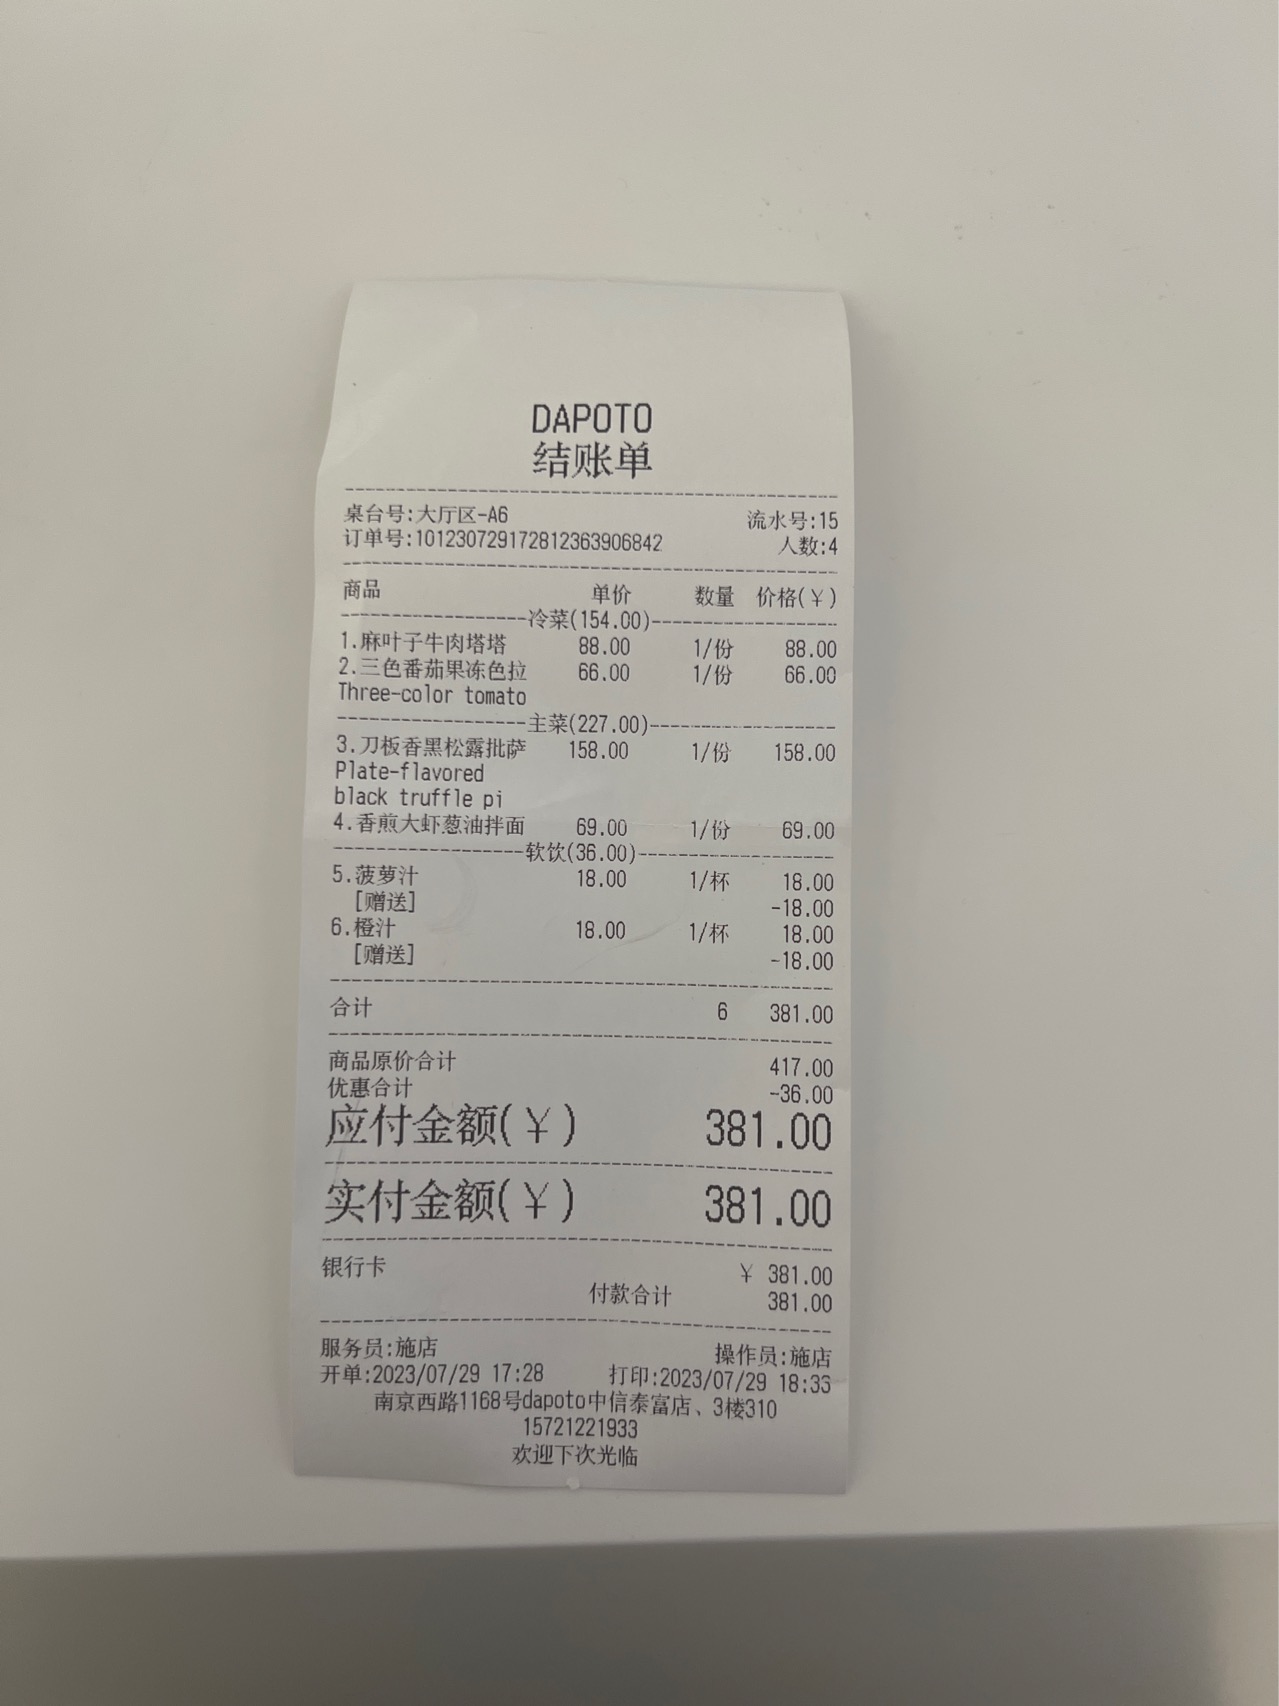 DAPOTO
结账单
桌台号:大厅区-A6 流水号:15
订单号:101230729172812363906842 人数:4
商品 单价 数量 价格(¥)
冷菜(154.00)
1.麻叶子牛肉塔塔 88.00 1/份 88.00
2.三色番茄果冻色拉 66.00 1/份 66.00
Three-color tomato
主菜(227.00)
3.刀板香黑松露批萨 158.00 1/份 158.00
Plate-flavored
black truffle pi
4.香煎大虾葱油拌面 69.00 1/份 69.00
软饮(36.00)
5.菠萝汁 18.00 1/杯 18.00
[赠送] -18.00
6.橙汁 18.00 1/杯 18.00
[赠送] -18.00
合计 6 381.00
商品原价合计 417.00
优惠合计 -36.00
应付金额(¥) 381.00
实付金额(¥) 381.00
银行卡 ¥ 381.00
付款合计 381.00
服务员:施店 操作员:施店
开单:2023/07/29 17:28 打印:2023/07/29 18:33
南京西路1168号dapoto中信泰富店、3楼310
15721221933
欢迎下次光临